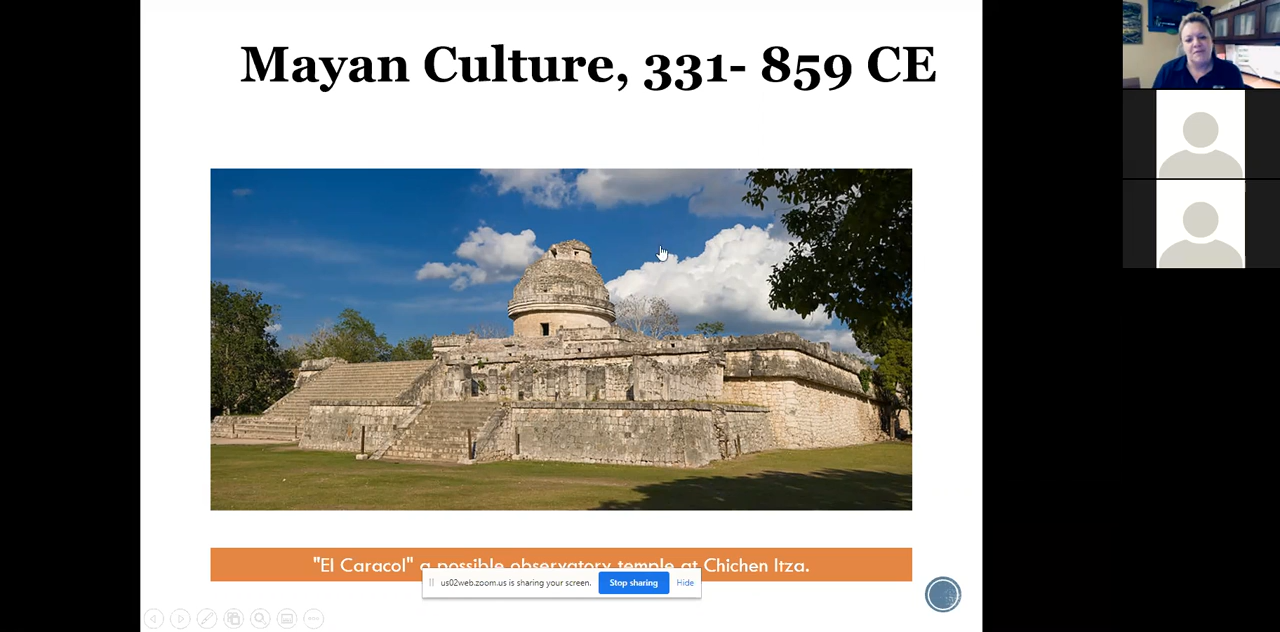 Mayan Culture, 331- 859 CE
"El Caracol" a possible observatory temple at Chichen Itza.
us02web.zoom.us is sharing your screen.
Stop sharing
Hide